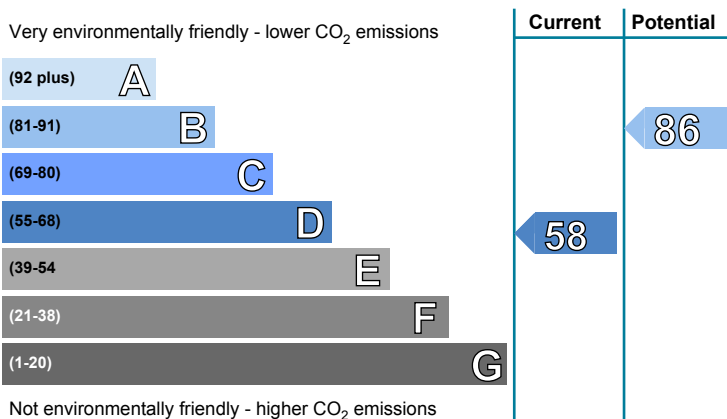 Very environmentally friendly - lower CO2 emissions
Current
Potential
(92 plus) A
(81-91) B
86
(69-80) C
(55-68) D
58
(39-54 E
(21-38) F
(1-20) G
Not environmentally friendly - higher CO2 emissions